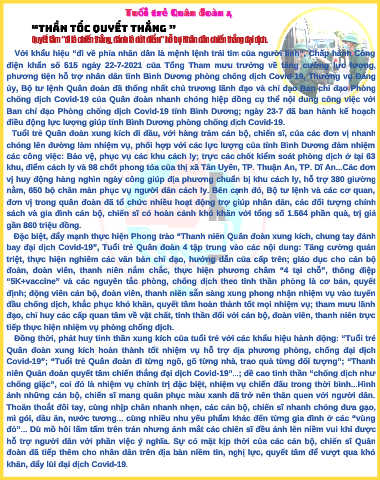 Tuổi trẻ Quân đoàn 4
“THẦN TỐC QUYẾT THẮNG ”
Quyết tâm “đã chiến thắng, đánh là dứt điểm” hỗ trợ Nhân dân chiến thắng đại dịch.
Với khẩu hiệu "đi về phía nhân dân là mệnh lệnh trái tim của người lính", Chấp hành Công
điện khẩn số 615 ngày 22-7-2021 của Tổng Tham mưu trưởng về tăng cường lực lượng,
phương tiện hỗ trợ nhân dân tỉnh Bình Dương phòng chống dịch Covid-19, Thường vụ Đảng
ủy, Bộ tư lệnh Quân đoàn đã thống nhất chủ trương lãnh đạo và chỉ đạo Ban chỉ đạo Phòng
chống dịch Covid-19 của Quân đoàn nhanh chóng hiệp đồng cụ thể nội dung công việc với
Ban chỉ đạo Phòng chống dịch Covid-19 tỉnh Bình Dương; ngày 23-7 đã ban hành kế hoạch
điều động lực lượng giúp tỉnh Bình Dương phòng chống dịch Covid-19.
Tuổi trẻ Quân đoàn xung kích đi đầu, với hàng trăm cán bộ, chiến sĩ, của các đơn vị nhanh
chóng lên đường làm nhiệm vụ, phối hợp với các lực lượng của tỉnh Bình Dương đảm nhiệm
các công việc: Bảo vệ, phục vụ các khu cách ly; trực các chốt kiểm soát phòng dịch ở tại 63
khu, điểm cách ly và 98 chốt phong tỏa của thị xã Tân Uyên, TP. Thuận An, TP. Dĩ An...Các đơn
vị huy động hàng nghìn ngày công giúp địa phương chuẩn bị khu cách ly, hỗ trợ 380 giường
nằm, 650 bộ chăn màn phục vụ người dân cách ly. Bên cạnh đó, Bộ tư lệnh và các cơ quan,
đơn vị trong quân đoàn đã tổ chức nhiều hoạt động trợ giúp nhân dân, các đối tượng chính
sách và gia đình cán bộ, chiến sĩ có hoàn cảnh khó khăn với tổng số 1.564 phần quà, trị giá
gần 860 triệu đồng.
Đặc biệt, đẩy mạnh thực hiện Phong trào “Thanh niên Quân đoàn xung kích, chung tay đánh
bay đại dịch Covid-19”, Tuổi trẻ Quân đoàn 4 tập trung vào các nội dung: Tăng cường quán
triệt, thực hiện nghiêm các văn bản chỉ đạo, hướng dẫn của cấp trên; giáo dục cho cán bộ
đoàn, đoàn viên, thanh niên nắm chắc, thực hiện phương châm “4 tại chỗ”, thông điệp
“5K+vaccine” và các nguyên tắc phòng, chống dịch theo tinh thần phòng là cơ bản, quyết
định; động viên cán bộ, đoàn viên, thanh niên sẵn sàng xung phong nhận nhiệm vào tuyến
đầu chống dịch, khắc phục khó khăn, quyết tâm hoàn thành tốt mọi nhiệm vụ; tham mưu lãnh
đạo, chỉ huy các cấp quan tâm về vật chất, tinh thần đối với cán bộ, đoàn viên, thanh niên trực
tiếp thực hiện nhiệm vụ phòng chống dịch.
Đồng thời, phát huy tinh thần xung kích của tuổi trẻ với các khẩu hiệu hành động: “Tuổi trẻ
Quân đoàn xung kích hoàn thành tốt nhiệm vụ hỗ trợ địa phương phòng, chống đại dịch
Covid-19”; “Tuổi trẻ Quân đoàn đi từng ngõ, gõ từng nhà, trao quà từng đối tượng”; “Thanh
niên Quân đoàn quyết tâm chiến thắng đại dịch Covid-19”...; đề cao tinh thần “chống dịch như
chống giặc”, coi đó là nhiệm vụ chính trị đặc biệt, nhiệm vụ chiến đấu trong thời bình...Hình
ảnh những cán bộ, chiến sĩ mang quân phục màu xanh đã trở nên thân quen với người dân.
Thoăn thoắt đôi tay, cùng nhịp chân nhanh nhẹn, các cán bộ, chiến sĩ nhanh chóng đưa gạo,
mì gói, dầu ăn, nước tương... cùng nhiều nhu yếu phẩm khác đến từng gia đình ở các “vùng
đỏ”... Dù mồ hôi lấm tấm trên trán nhưng ánh mắt các chiến sĩ đều ánh lên niềm vui khi được
hỗ trợ người dân với phần việc ý nghĩa. Sự có mặt kịp thời của các cán bộ, chiến sĩ Quân
đoàn đã tiếp thêm cho nhân dân trên địa bàn niềm tin, nghị lực, quyết tâm để vượt qua khó
khăn, đẩy lùi đại dịch Covid-19.